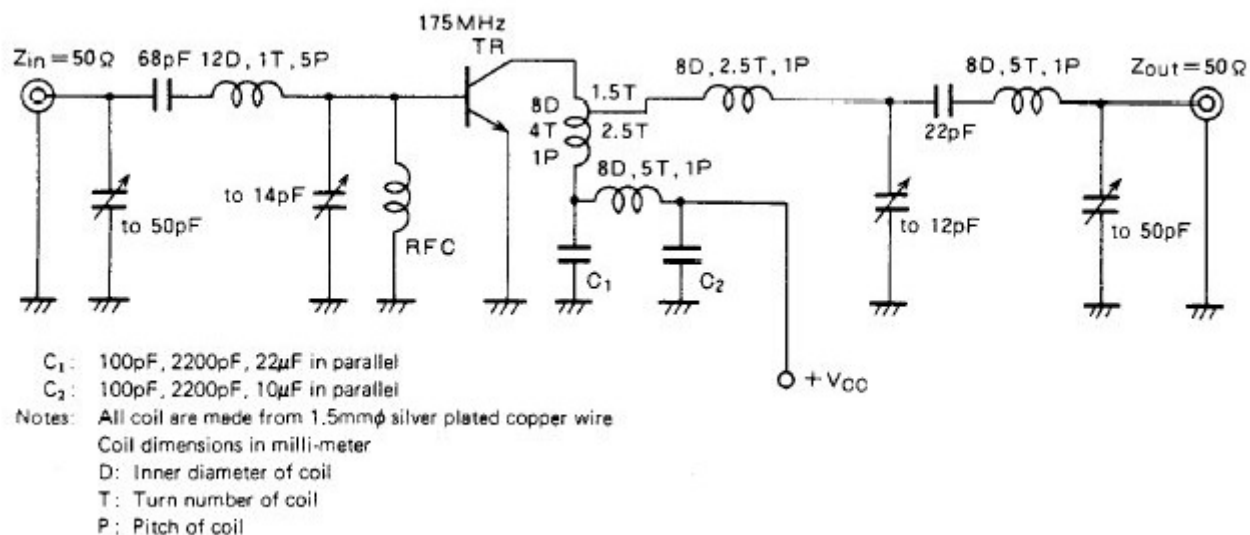 175MHz
TR
Zin=50Ω
68pF 12D, 1T, 5P
8D, 2.5T, 1P
8D, 5T, 1P
Zout=50Ω
1.5T
8D
4T
2.5T
1P
22pF
8D, 5T, 1P
to 50pF
to 14pF
RFC
to 12pF
to 50pF
C₁
C₂
+VCC
C₁: 100pF, 2200pF, 22µF in parallel
C₂: 100pF, 2200pF, 10µF in parallel
Notes: All coil are made from 1.5mmϕ silver plated copper wire
Coil dimensions in milli-meter
D: Inner diameter of coil
T: Turn number of coil
P: Pitch of coil